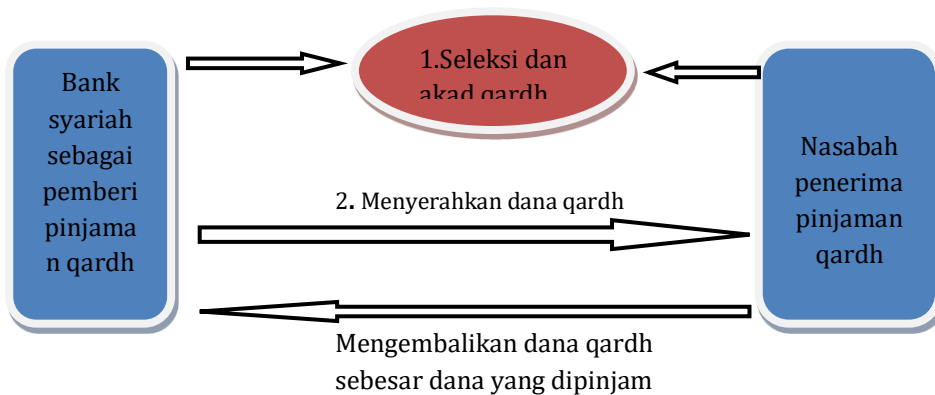 1.Seleksi dan
akad qardh
Bank
syariah
sebagai
pemberi
pinjama
n qardh
Nasabah
penerima
pinjaman
qardh
2. Menyerahkan dana qardh
Mengembalikan dana qardh
sebesar dana yang dipinjam